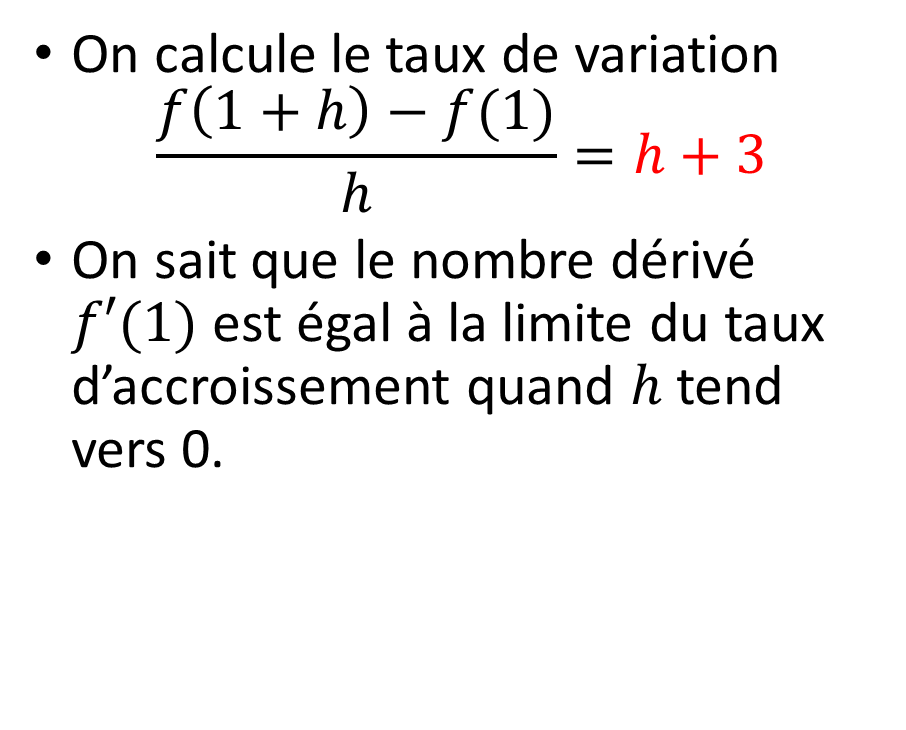 • On calcule le taux de variation
f(1 + h) − f(1)
= h + 3
h
• On sait que le nombre dérivé
f′(1) est égal à la limite du taux
d’accroissement quand h tend
vers 0.